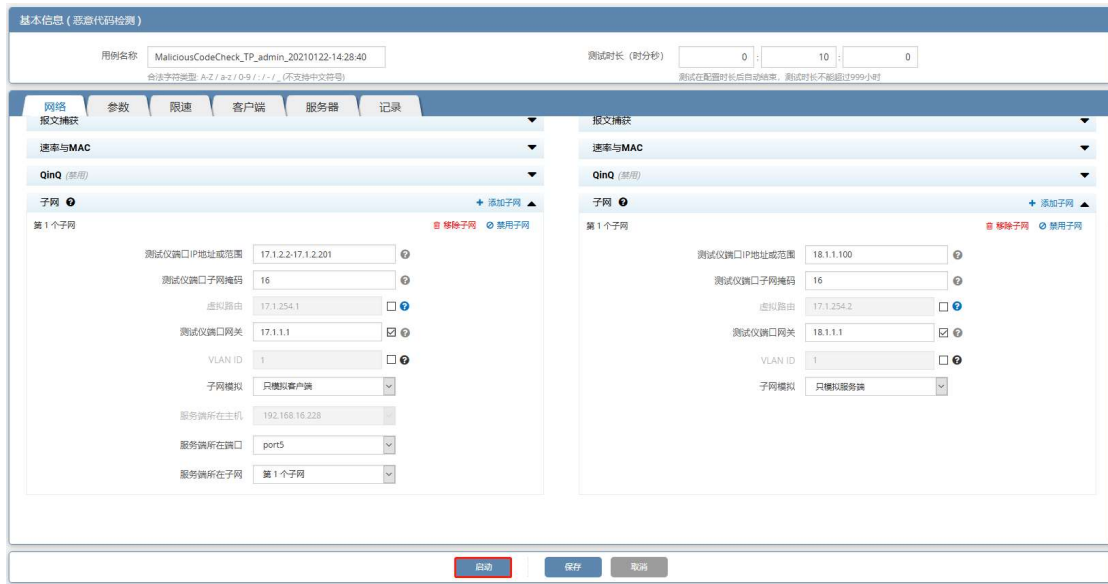 基本信息 ( 恶意代码检测 )
用例名称 MaliciousCodeCheck_TP_admin_20210122-14:28:40 测试时长 (时分秒) 0 : 10 : 0
合法字符类型: A-Z / a-z / 0-9 / : / - / _ (不支持中文符号) 测试在配置时长后自动结束，测试时长不能超过999小时
网络 参数 限速 客户端 服务器 记录
报文捕获 报文捕获
速率与MAC 速率与MAC
QinQ (禁用) QinQ (禁用)
子网 + 添加子网 子网 + 添加子网
第 1 个子网 移除子网 禁用子网 第 1 个子网 移除子网 禁用子网
测试仪端口IP地址或范围 17.1.2.2-17.1.2.201 测试仪端口IP地址或范围 18.1.1.100
测试仪端口子网掩码 16 测试仪端口子网掩码 16
虚拟路由 17.1.254.1 虚拟路由 17.1.254.2
测试仪端口网关 17.1.1.1 测试仪端口网关 18.1.1.1
VLAN ID 1 VLAN ID 1
子网模拟 只模拟客户端 子网模拟 只模拟服务端
服务端所在主机 192.168.16.228
服务端所在端口 port5
服务端所在子网 第 1 个子网
启动 保存 取消